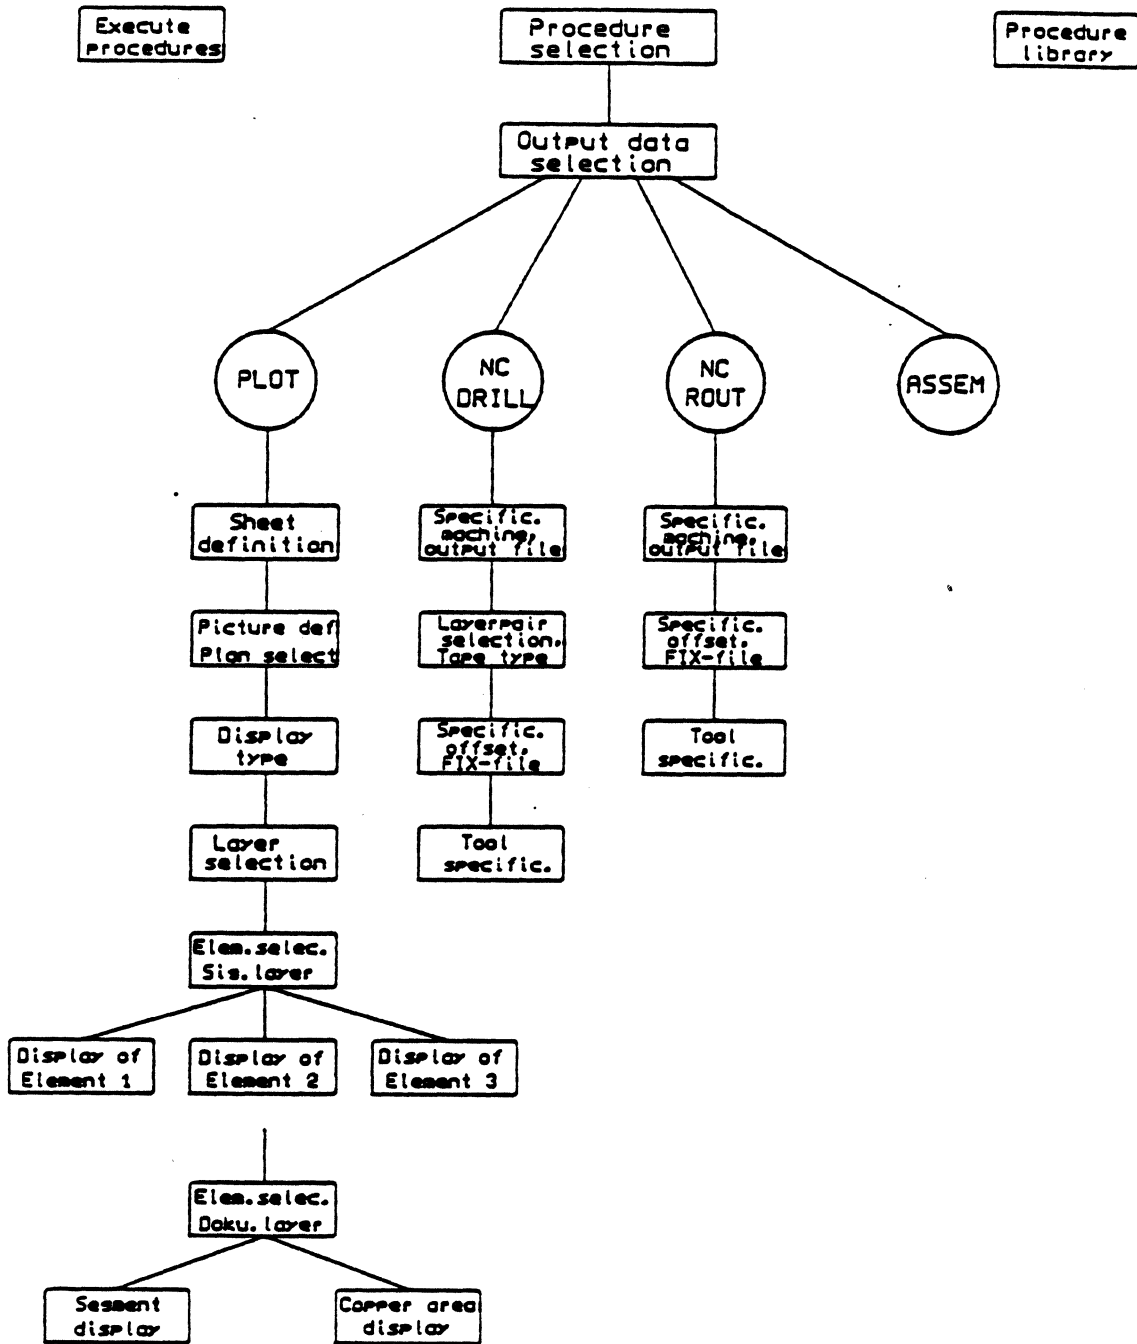 Execute
procedures
Procedure
selection
Procedure
library
Output data
selection
PLOT
NC
DRILL
NC
ROUT
ASSEM
Sheet
definition
Specific.
machine,
output file
Specific.
machine,
output file
Picture def
Plan select
Layerpair
selection.
Tape type
Specific.
offset.
FIX-file
Display
type
Specific.
offset.
FIX-file
Tool
specific.
Layer
selection
Tool
specific.
Elem.selec.
Sig.layer
Display of
Element 1
Display of
Element 2
Display of
Element 3
Elem.selec.
Doku.layer
Segment
display
Copper area
display